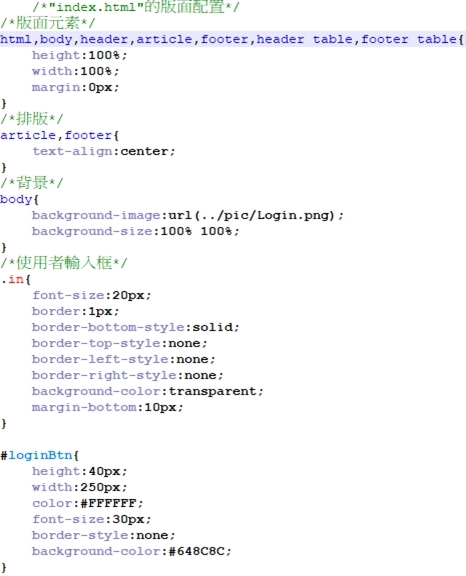 /*"index.html"的版面配置*/
/*版面元素*/
html,body,header,article,footer,header table,footer table{
height:100%;
width:100%;
margin:0px;
}
/*排版*/
article,footer{
text-align:center;
}
/*背景*/
body{
background-image:url(../pic/Login.png);
background-size:100% 100%;
}
/*使用者輸入框*/
.in{
font-size:20px;
border:1px;
border-bottom-style:solid;
border-top-style:none;
border-left-style:none;
border-right-style:none;
background-color:transparent;
margin-bottom:10px;
}
#loginBtn{
height:40px;
width:250px;
color:#FFFFFF;
font-size:30px;
border-style:none;
background-color:#648C8C;
}